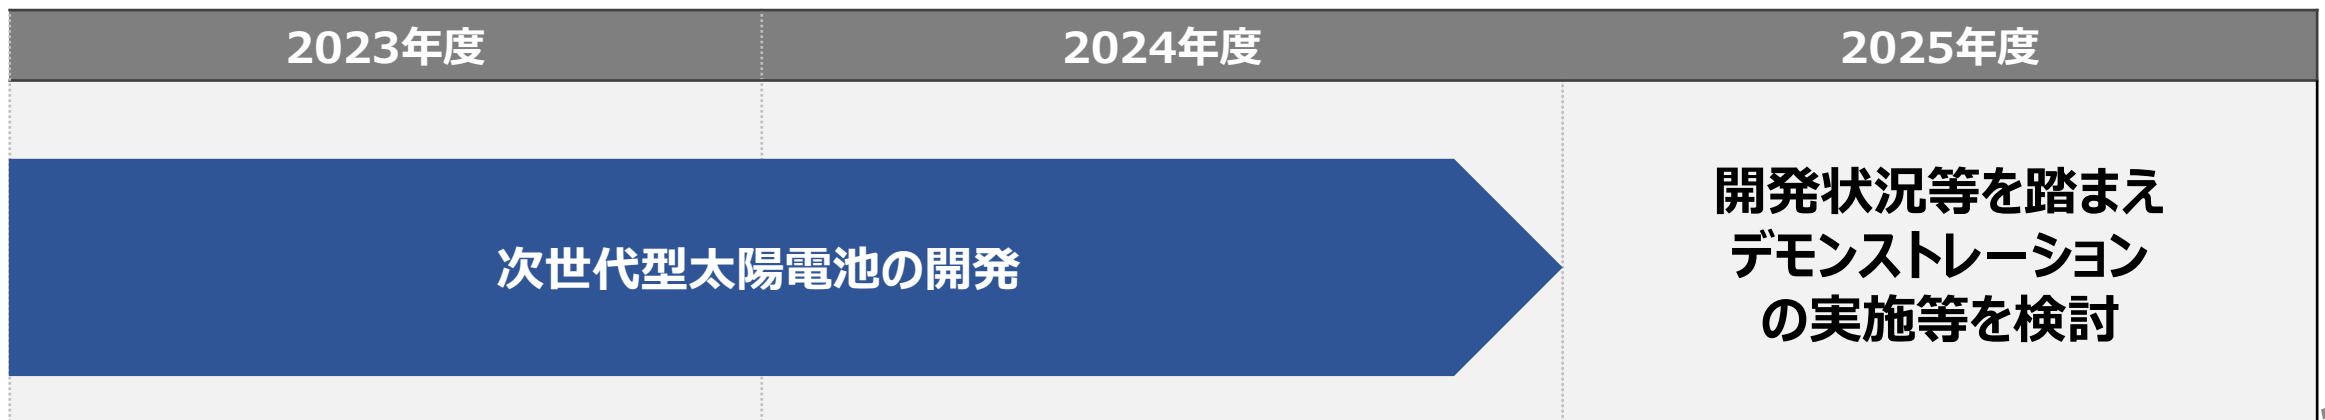 2023年度
2024年度
2025年度
次世代型太陽電池の開発
開発状況等を踏まえ
デモンストレーション
の実施等を検討